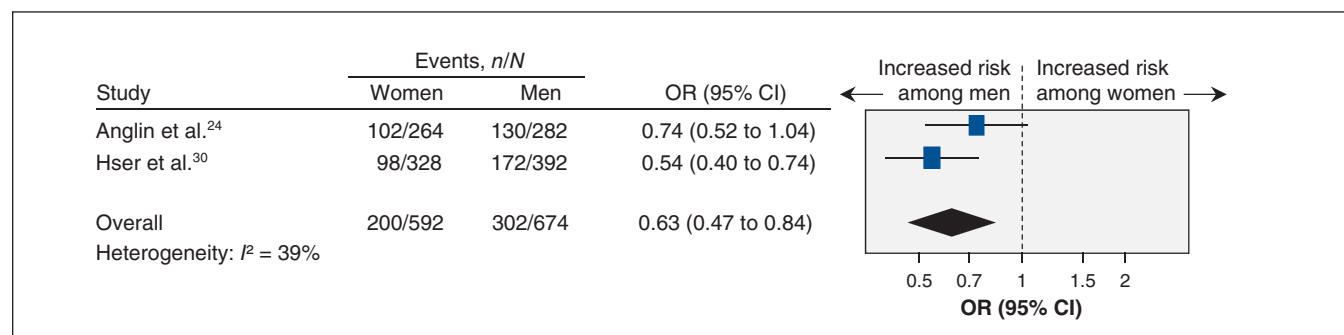 Events, n/N
Study Women Men OR (95% CI)
Anglin et al.24 102/264 130/282 0.74 (0.52 to 1.04)
Hser et al.30 98/328 172/392 0.54 (0.40 to 0.74)
Overall 200/592 302/674 0.63 (0.47 to 0.84)
Heterogeneity: I² = 39%
Increased risk
among men
Increased risk
among women
0.5 0.7 1 1.5 2
OR (95% CI)